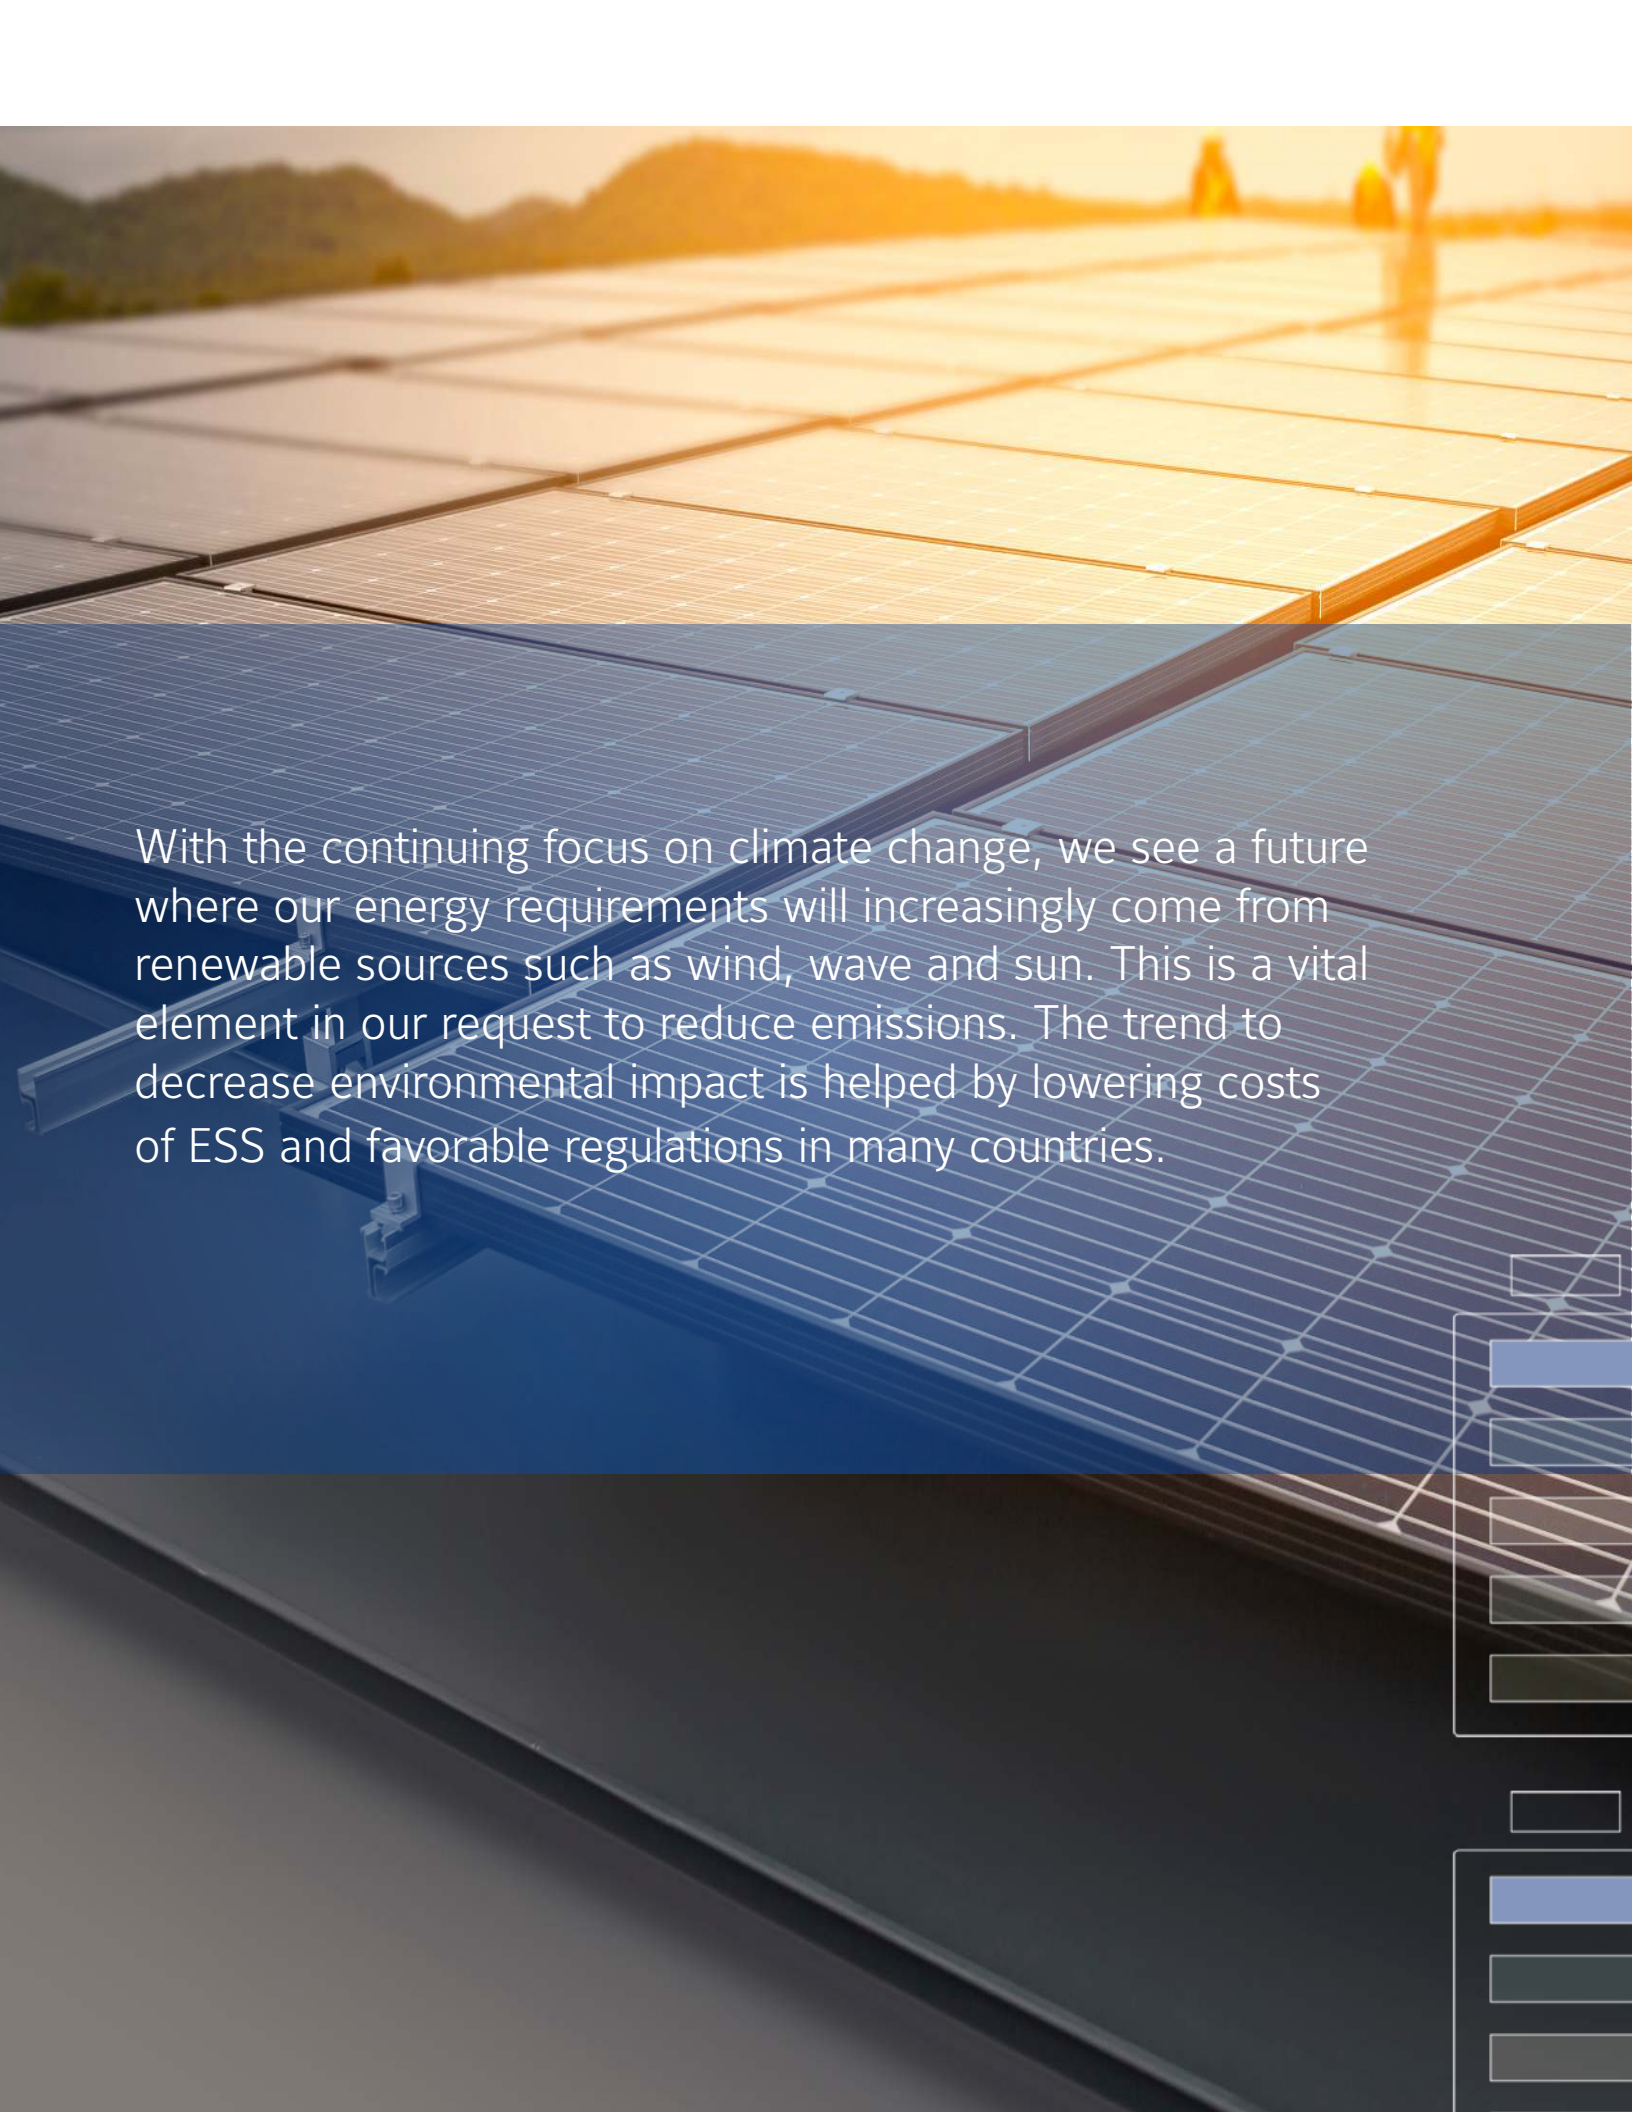 With the continuing focus on climate change, we see a future
where our energy requirements will increasingly come from
renewable sources such as wind, wave and sun. This is a vital
element in our request to reduce emissions. The trend to
decrease environmental impact is helped by lowering costs
of ESS and favorable regulations in many countries.